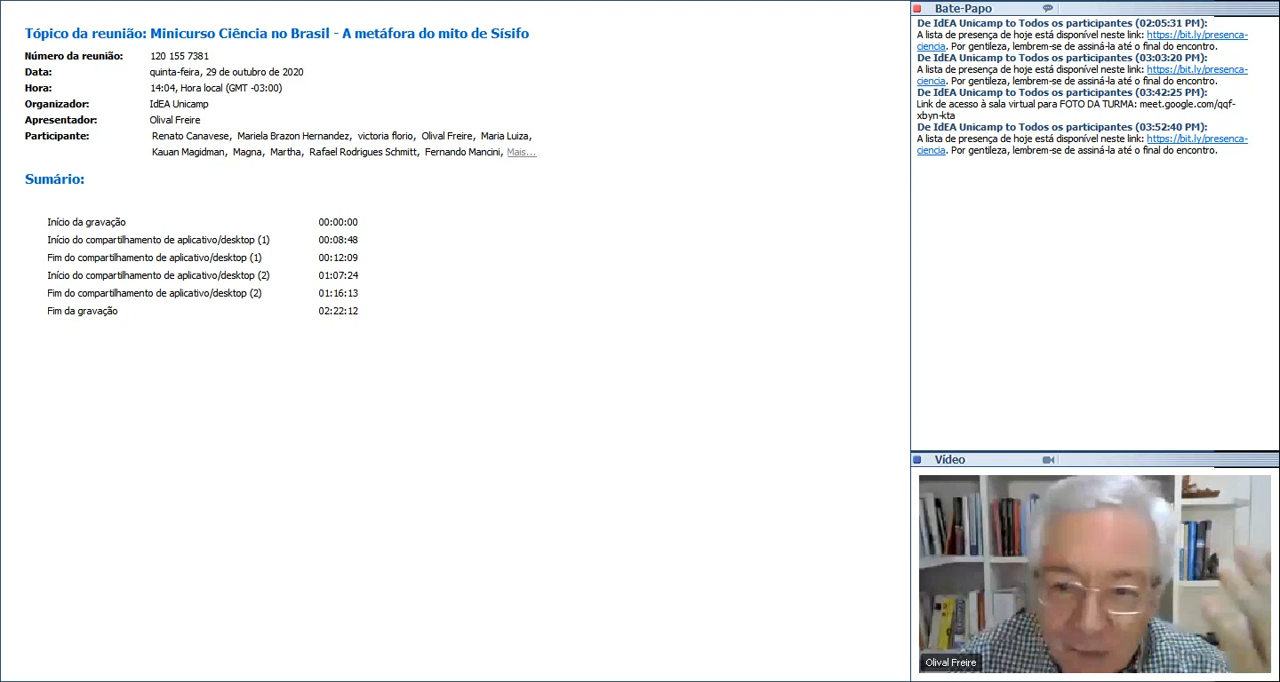 Tópico da reunião: Minicurso Ciência no Brasil - A metáfora do mito de Sísifo
Número da reunião: 120 155 7381
Data: quinta-feira, 29 de outubro de 2020
Hora: 14:04, Hora local (GMT -03:00)
Organizador: IdEA Unicamp
Apresentador: Olival Freire
Participante: Renato Canavese, Mariela Brazon Hernandez, victoria florio, Olival Freire, Maria Luiza,
Kauan Magidman, Magna, Martha, Rafael Rodrigues Schmitt, Fernando Mancini, Mais...
Sumário:
Início da gravação 00:00:00
Início do compartilhamento de aplicativo/desktop (1) 00:08:48
Fim do compartilhamento de aplicativo/desktop (1) 00:12:09
Início do compartilhamento de aplicativo/desktop (2) 01:07:24
Fim do compartilhamento de aplicativo/desktop (2) 01:16:13
Fim da gravação 02:22:12
Bate-Papo
De IdEA Unicamp to Todos os participantes (02:05:31 PM):
A lista de presença de hoje está disponível neste link: https://bit.ly/presenca-
ciencia. Por gentileza, lembrem-se de assiná-la até o final do encontro.
De IdEA Unicamp to Todos os participantes (03:03:20 PM):
A lista de presença de hoje está disponível neste link: https://bit.ly/presenca-
ciencia. Por gentileza, lembrem-se de assiná-la até o final do encontro.
De IdEA Unicamp to Todos os participantes (03:42:25 PM):
Link de acesso à sala virtual para FOTO DA TURMA: meet.google.com/qqf-
xbyn-kta
De IdEA Unicamp to Todos os participantes (03:52:40 PM):
A lista de presença de hoje está disponível neste link: https://bit.ly/presenca-
ciencia. Por gentileza, lembrem-se de assiná-la até o final do encontro.
Vídeo
Olival Freire